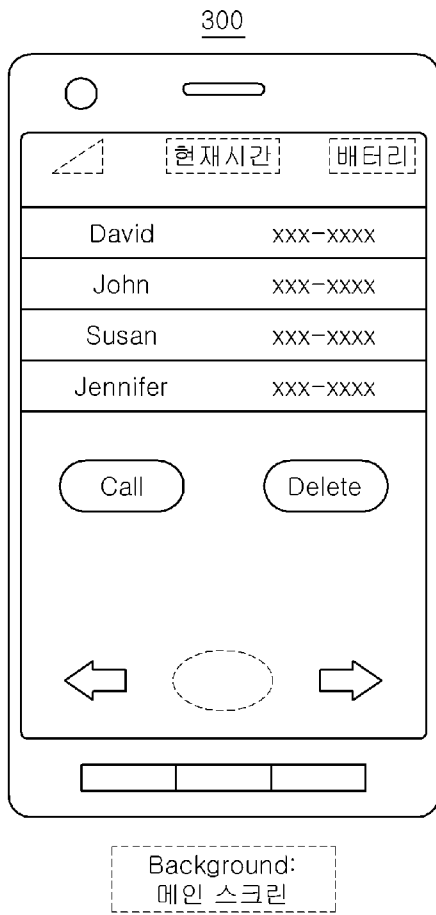 300
현재시간 배터리
David xxx-xxxx
John xxx-xxxx
Susan xxx-xxxx
Jennifer xxx-xxxx
Call Delete
Background:
메인 스크린